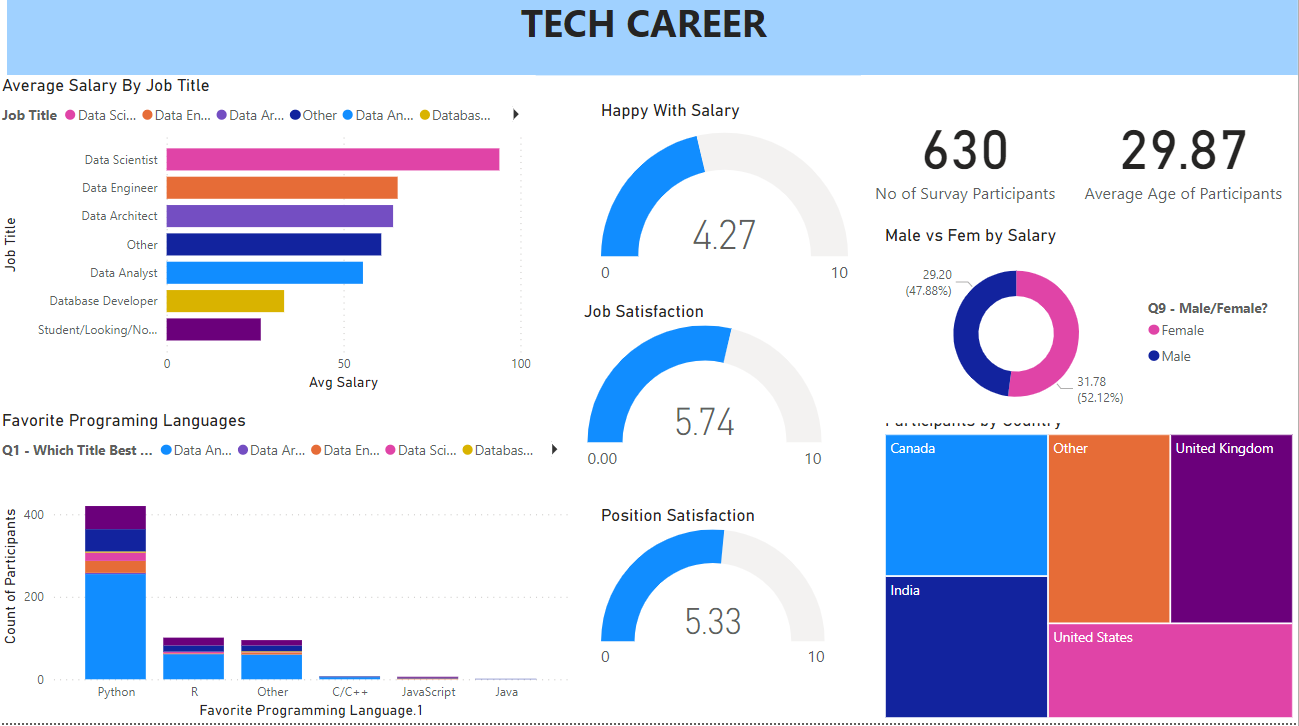 TECH CAREER
Average Salary By Job Title
Job Title Data Sci... Data En... Data Ar... Other Data An... Databas...
Job Title
Data Scientist
Data Engineer
Data Architect
Other
Data Analyst
Database Developer
Student/Looking/No...
0 50 100
Avg Salary
Favorite Programing Languages
Q1 - Which Title Best ... Data An... Data Ar... Data En... Data Sci... Databas...
Count of Participants
400
200
0
Python R Other C/C++ JavaScript Java
Favorite Programming Language.1
Happy With Salary
4.27
0 10
Job Satisfaction
5.74
0.00 10
Position Satisfaction
5.33
0 10
630
No of Survay Participants
29.87
Average Age of Participants
Male vs Fem by Salary
29.20
(47.88%)
31.78
(52.12%)
Q9 - Male/Female?
Female
Male
Participants by Country
Canada
Other
United Kingdom
India
United States